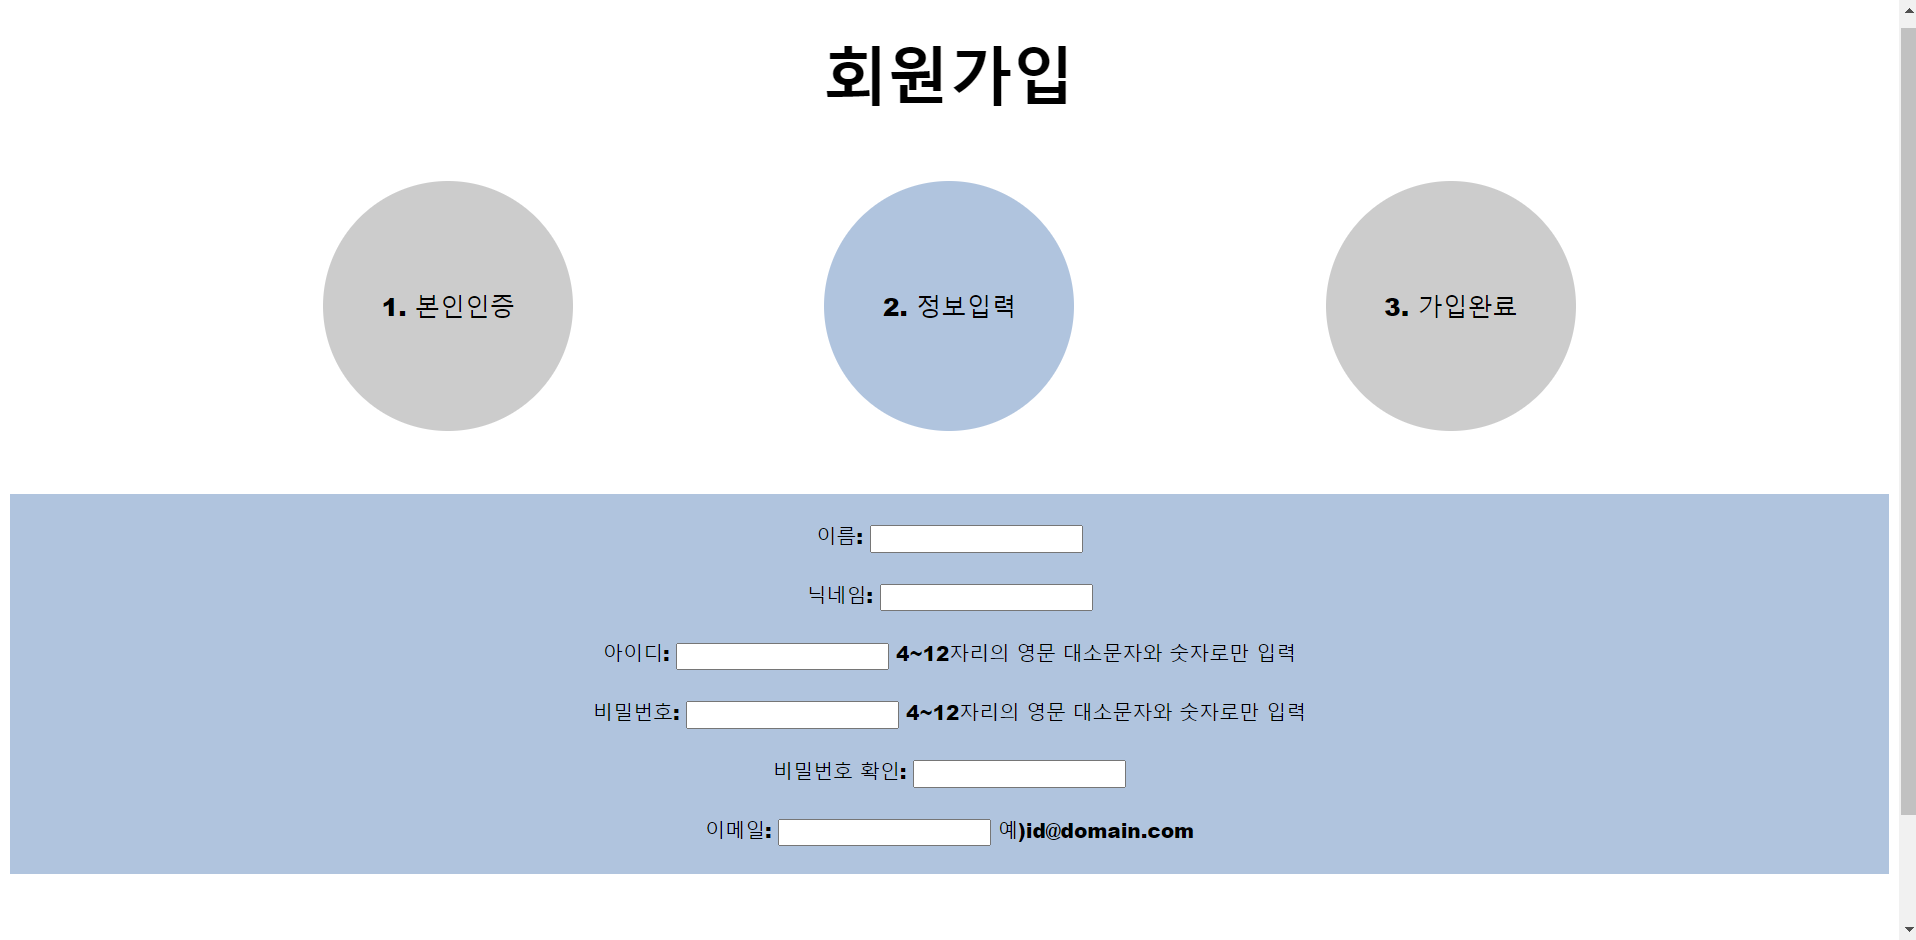 회원가입
1. 본인인증
2. 정보입력
3. 가입완료
이름:
닉네임:
아이디: 4~12자리의 영문 대소문자와 숫자로만 입력
비밀번호: 4~12자리의 영문 대소문자와 숫자로만 입력
비밀번호 확인:
이메일: 예)id@domain.com